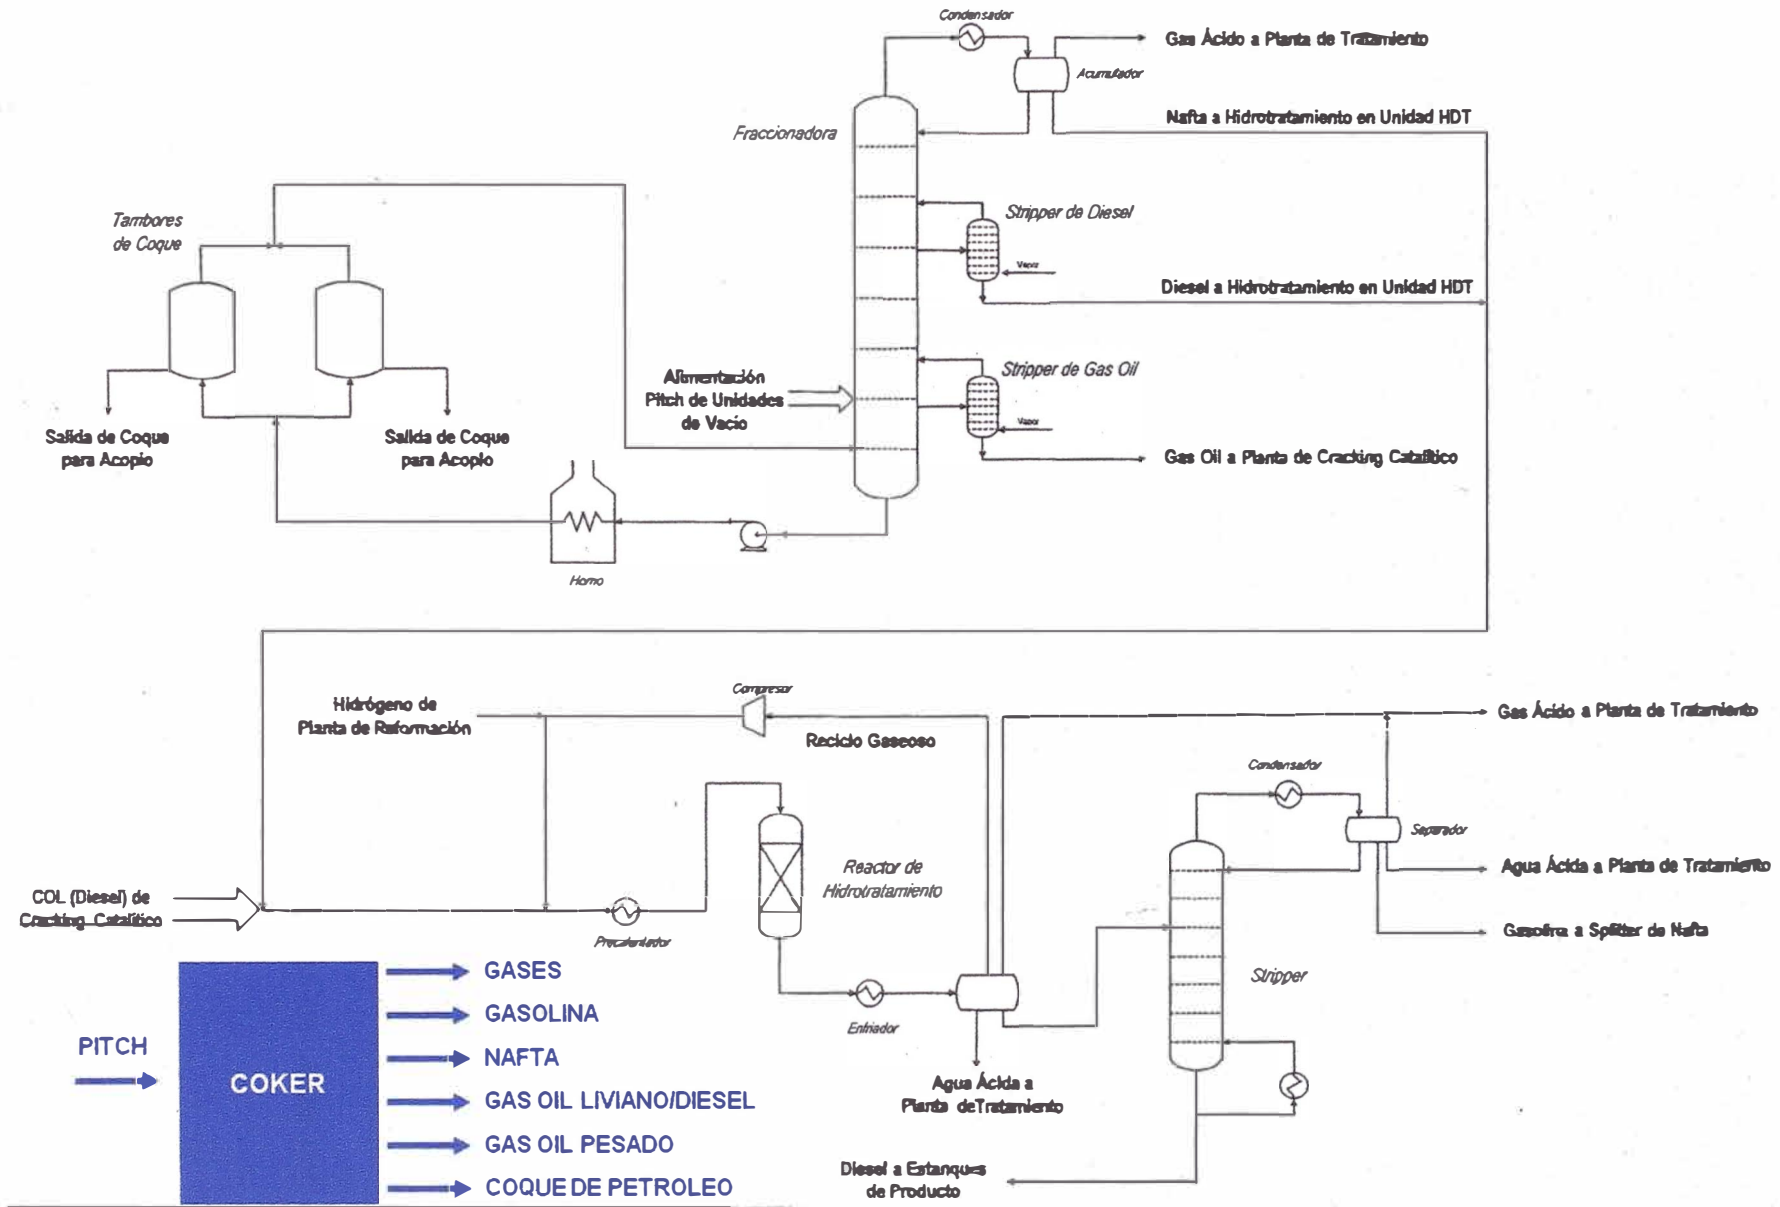 Condensador
Gas Ácido a Planta de Tratamiento
Acumulador
Nafta a Hidrotratamiento en Unidad HDT
Fraccionadora
Tambores
de Coque
Stripper de Diesel
Vapor
Diesel a Hidrotratamiento en Unidad HDT
Alimentación
Pitch de Unidades
de Vacío
Stripper de Gas Oil
Vapor
Gas Oil a Planta de Cracking Catalítico
Salida de Coque
para Acopio
Salida de Coque
para Acopio
Horno
Hidrógeno de
Planta de Reformación
Compresor
Reciclo Gaseoso
Gas Ácido a Planta de Tratamiento
Condensador
Separador
Reactor de
Hidrotratamiento
Agua Ácida a Planta de Tratamiento
COL (Diesel) de
Cracking Catalítico
Precalentador
Gasolina a Splitter de Nafta
Stripper
Enfriador
Agua Ácida a
Planta de Tratamiento
Diesel a Estanques
de Producto
PITCH
COKER
GASES
GASOLINA
NAFTA
GAS OIL LIVIANO/DIESEL
GAS OIL PESADO
COQUE DE PETROLEO